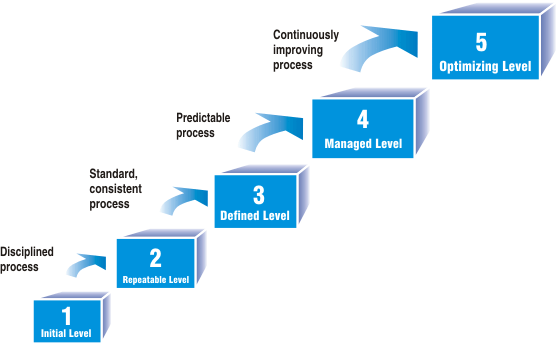 Continuously
improving
process
5
Optimizing Level
Predictable
process
4
Managed Level
Standard,
consistent
process
3
Defined Level
Disciplined
process
2
Repeatable Level
1
Initial Level